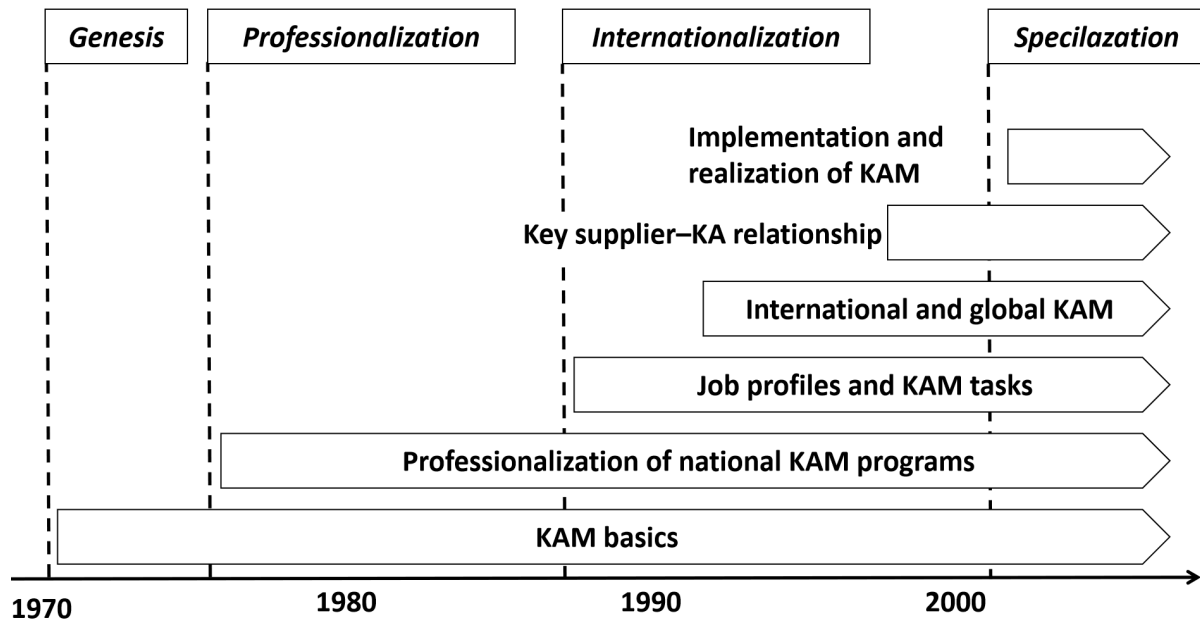 Genesis
Professionalization
Internationalization
Specilazation
Implementation and
realization of KAM
Key supplier–KA relationship
International and global KAM
Job profiles and KAM tasks
Professionalization of national KAM programs
KAM basics
1970
1980
1990
2000